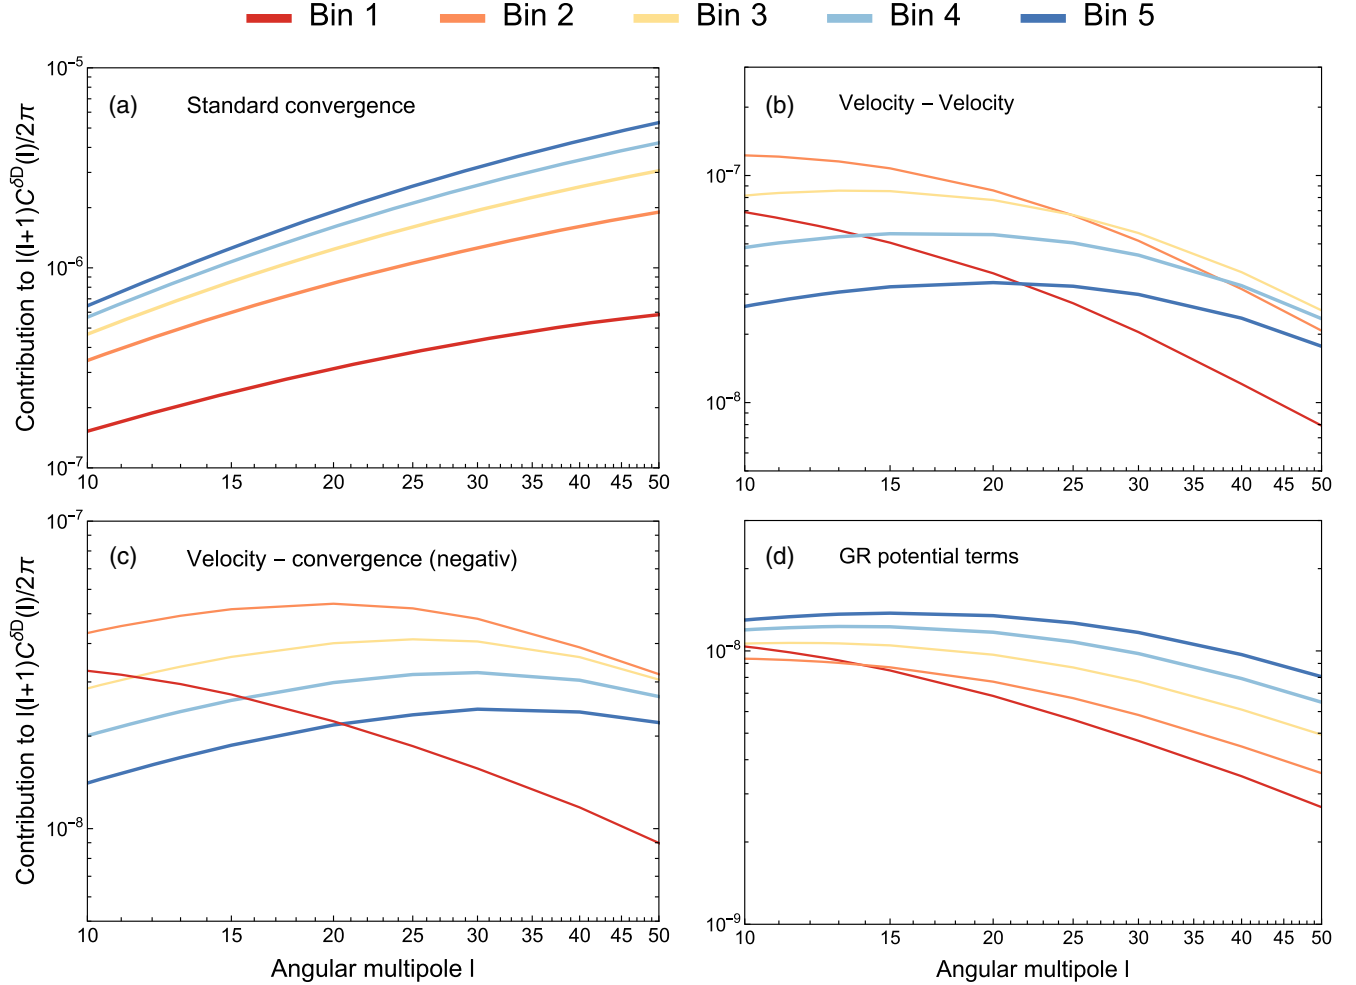 Bin 1 Bin 2 Bin 3 Bin 4 Bin 5
(a) Standard convergence
Contribution to l(l+1)C^δD(l)/2π
10^-5
10^-6
10^-7
10 15 20 25 30 35 40 45 50
(b) Velocity − Velocity
10^-7
10^-8
10 15 20 25 30 35 40 45 50
(c) Velocity − convergence (negativ)
Contribution to l(l+1)C^δD(l)/2π
10^-7
10^-8
10 15 20 25 30 35 40 45 50
Angular multipole l
(d) GR potential terms
10^-8
10^-9
10 15 20 25 30 35 40 45 50
Angular multipole l